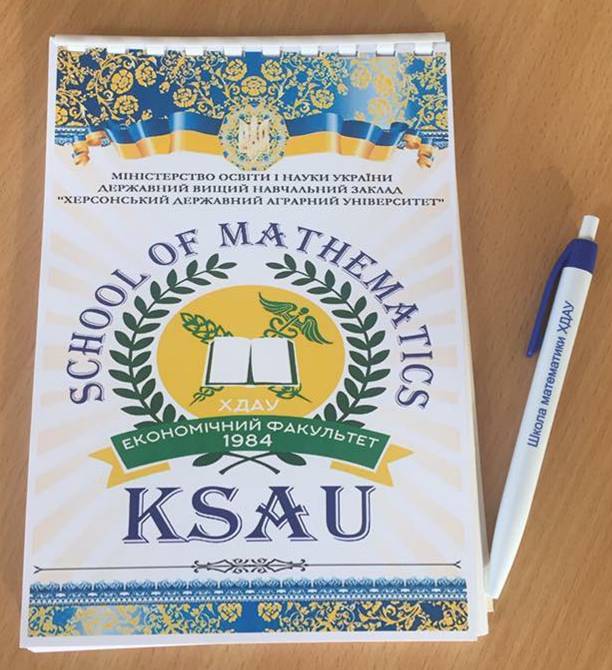 МІНІСТЕРСТВО ОСВІТИ І НАУКИ УКРАЇНИ
ДЕРЖАВНИЙ ВИЩИЙ НАВЧАЛЬНИЙ ЗАКЛАД
"ХЕРСОНСЬКИЙ ДЕРЖАВНИЙ АГРАРНИЙ УНІВЕРСИТЕТ"
SCHOOL OF MATHEMATICS
ХДАУ
ЕКОНОМІЧНИЙ ФАКУЛЬТЕТ
1984
KSAU
Школа математики ХДАУ